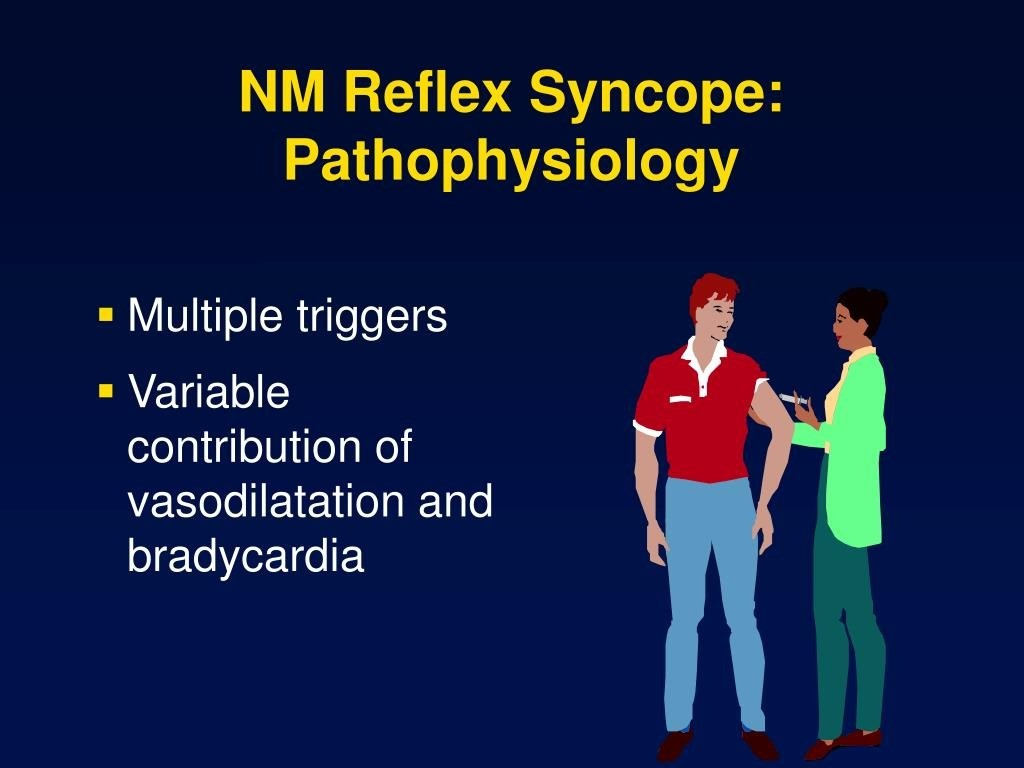 NM Reflex Syncope:
Pathophysiology
▪ Multiple triggers
▪ Variable
contribution of
vasodilatation and
bradycardia